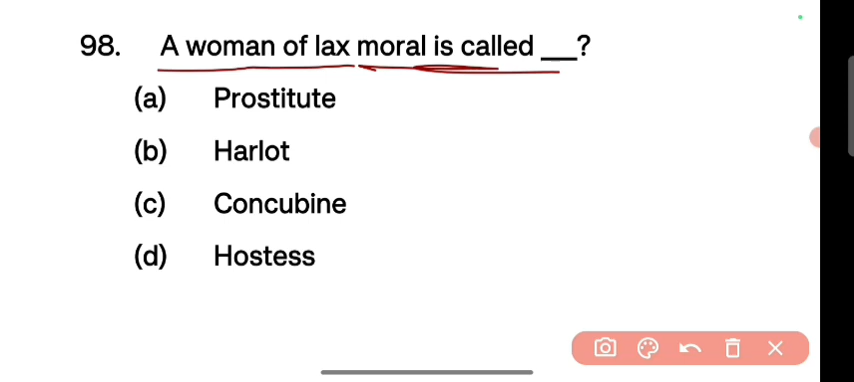 98. A woman of lax moral is called __?
(a) Prostitute
(b) Harlot
(c) Concubine
(d) Hostess